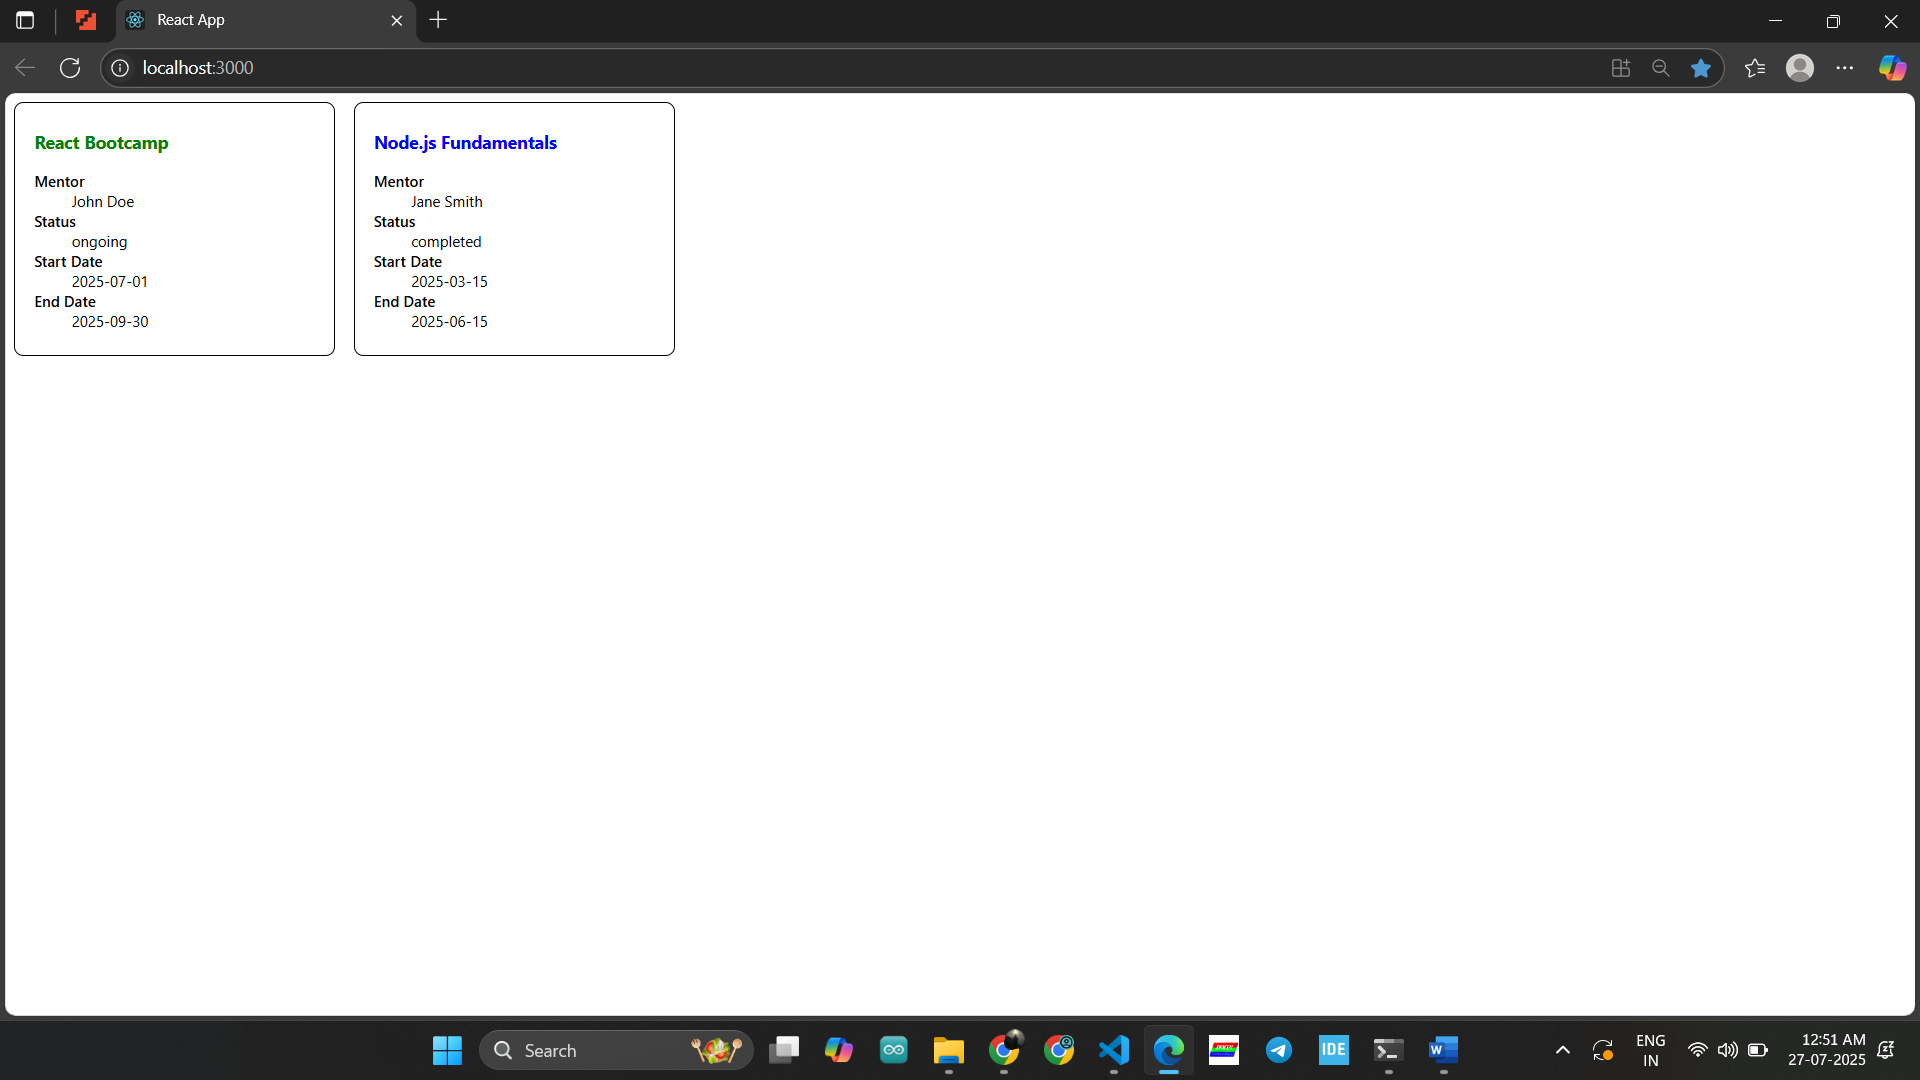 React App
localhost:3000
React Bootcamp
Mentor
John Doe
Status
ongoing
Start Date
2025-07-01
End Date
2025-09-30
Node.js Fundamentals
Mentor
Jane Smith
Status
completed
Start Date
2025-03-15
End Date
2025-06-15
Search
IDE
W
ENG
IN
12:51 AM
27-07-2025